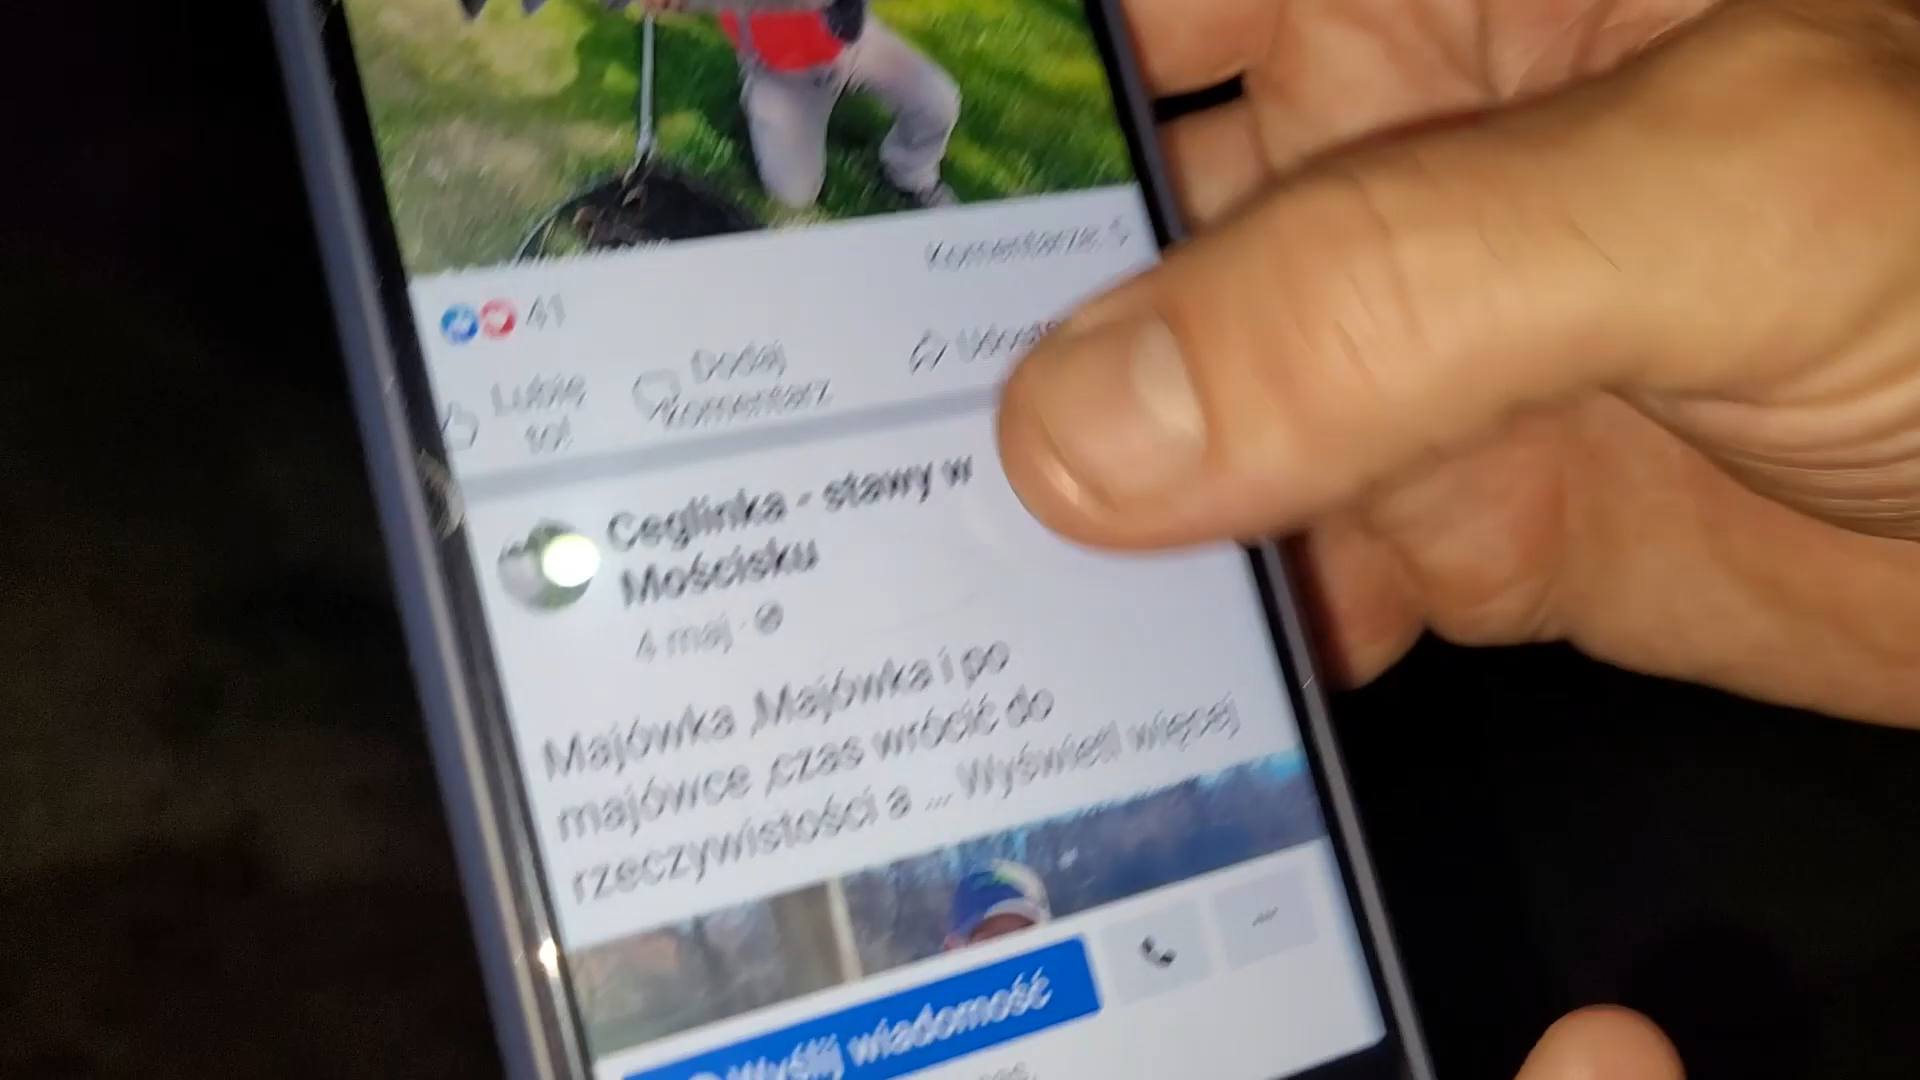 Komentarze: 5
41
Lubię to!
Dodaj komentarz
Ceglinka - stawy w
Mościsku
4 maj ·
Majówka ,Majówka i po
majówce ,czas wrócić do
rzeczywistości a ... Wyświetl więcej
Wyślij wiadomość